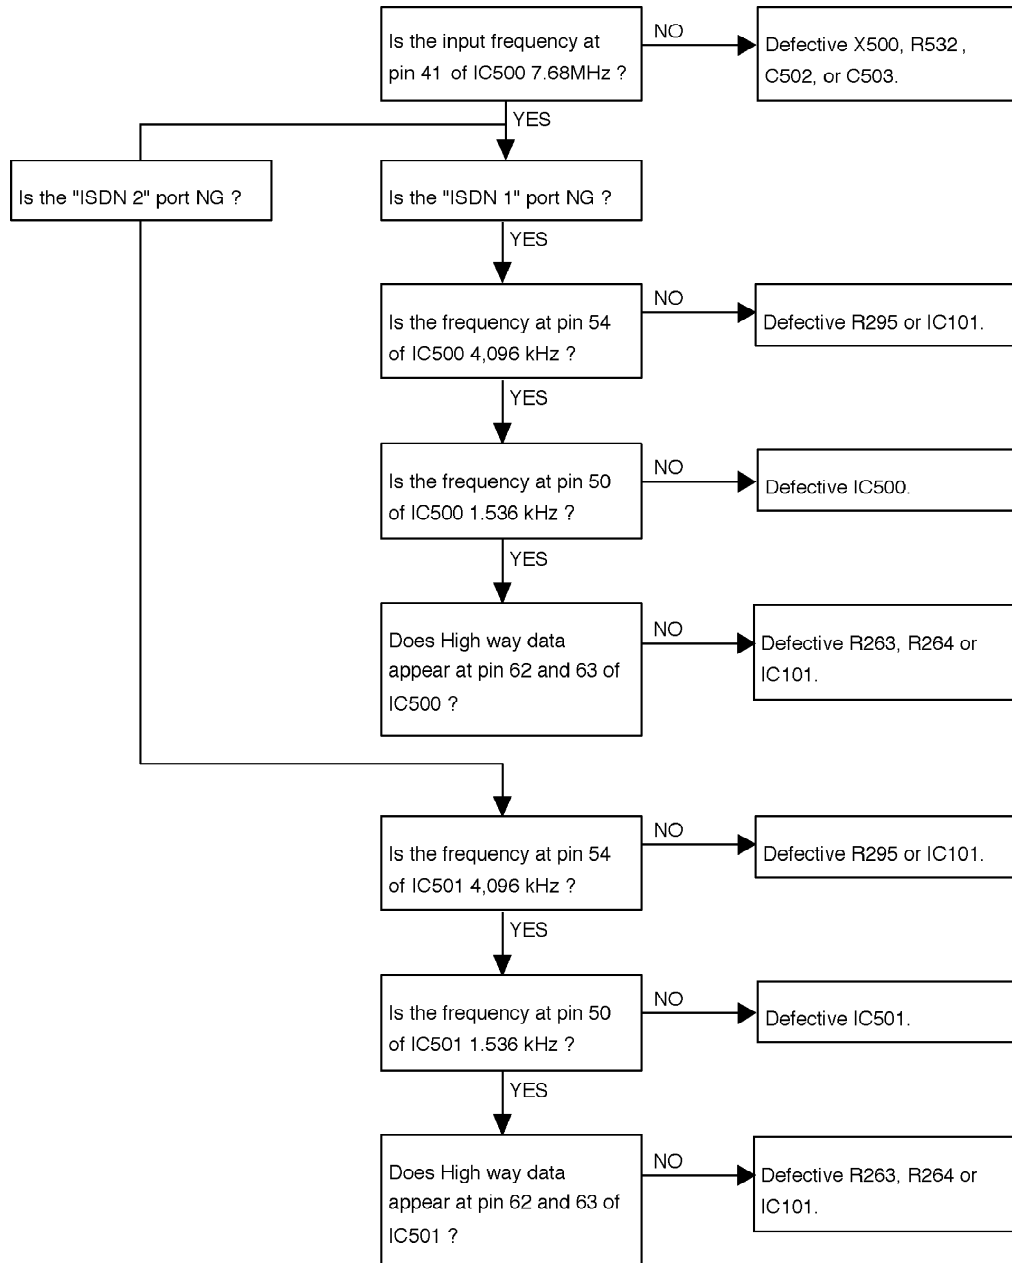 Is the input frequency at
pin 41 of IC500 7.68MHz ?
NO
Defective X500, R532 ,
C502, or C503.
YES
Is the "ISDN 2" port NG ?
Is the "ISDN 1" port NG ?
YES
Is the frequency at pin 54
of IC500 4,096 kHz ?
NO
Defective R295 or IC101.
YES
Is the frequency at pin 50
of IC500 1.536 kHz ?
NO
Defective IC500.
YES
Does High way data
appear at pin 62 and 63 of
IC500 ?
NO
Defective R263, R264 or
IC101.
Is the frequency at pin 54
of IC501 4,096 kHz ?
NO
Defective R295 or IC101.
YES
Is the frequency at pin 50
of IC501 1.536 kHz ?
NO
Defective IC501.
YES
Does High way data
appear at pin 62 and 63 of
IC501 ?
NO
Defective R263, R264 or
IC101.